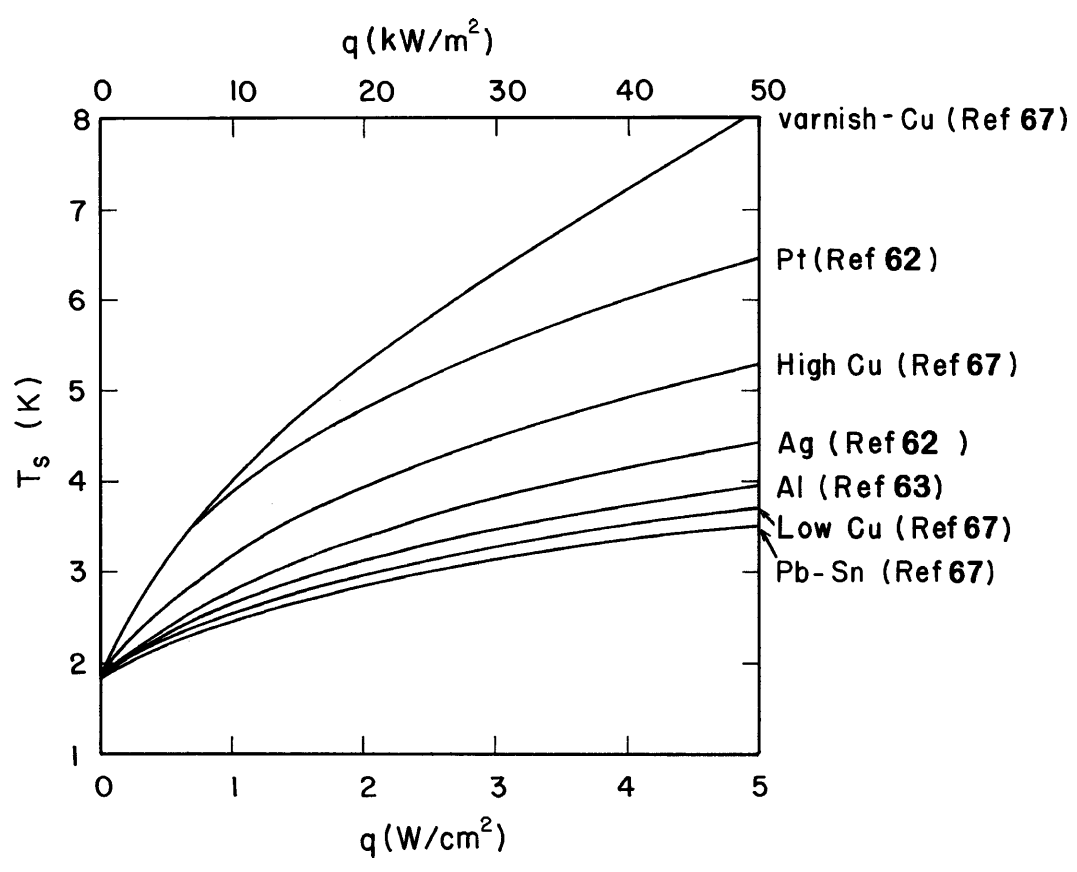 q (kW/m²)
0 10 20 30 40 50
8
7
6
5
4
3
2
1
T_s (K)
varnish-Cu (Ref 67)
Pt (Ref 62)
High Cu (Ref 67)
Ag (Ref 62 )
Al (Ref 63)
Low Cu (Ref 67)
Pb-Sn (Ref 67)
0 1 2 3 4 5
q (W/cm²)